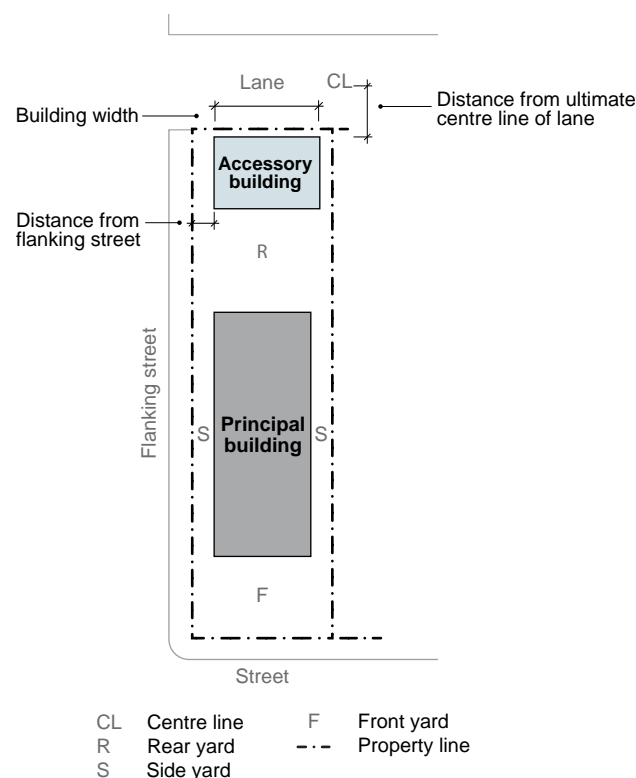 Lane
CL
Building width
Distance from ultimate
centre line of lane
Accessory
building
Distance from
flanking street
R
Flanking street
S
Principal
building
S
F
Street
CL Centre line
R Rear yard
S Side yard
F Front yard
Property line